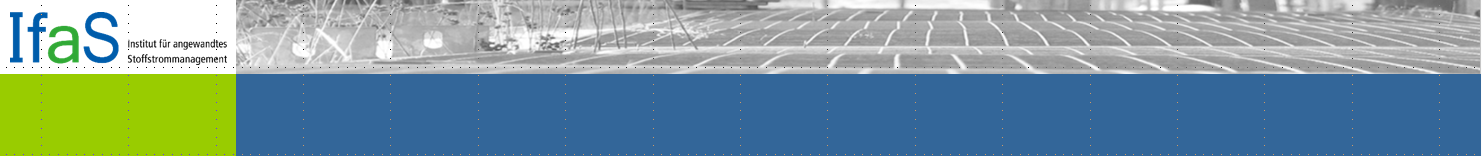 IfaS
Institut für angewandtes
Stoffstrommanagement